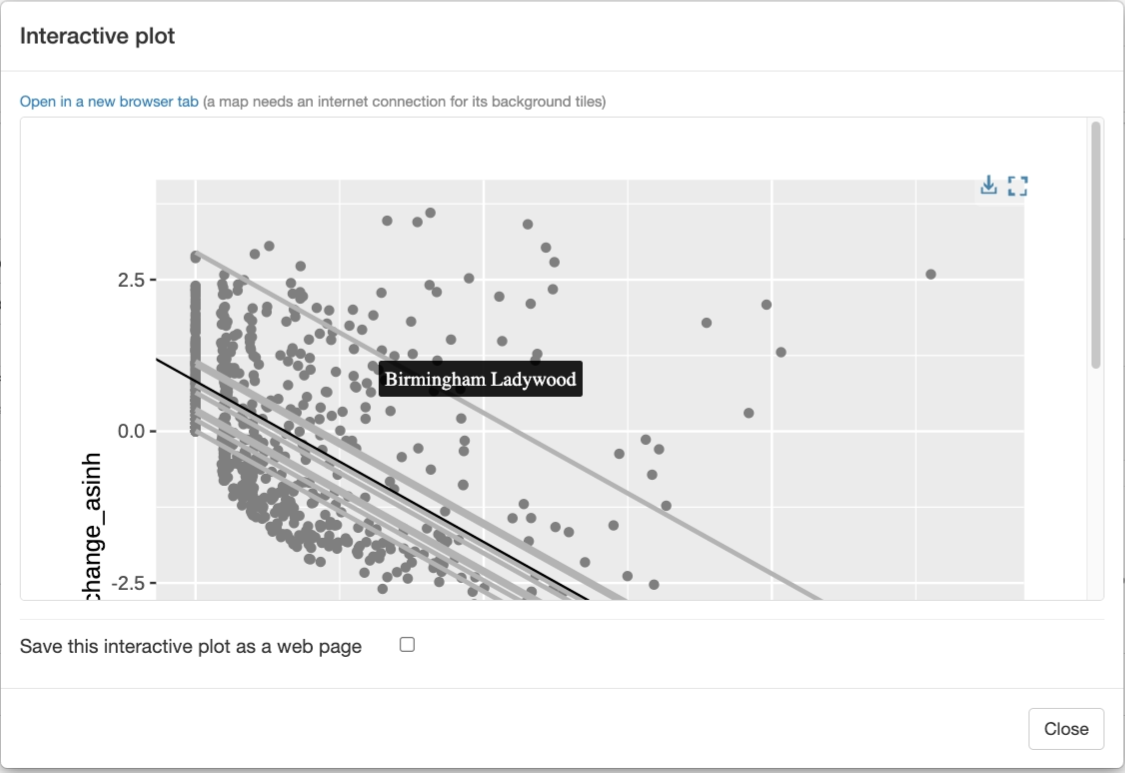 Interactive plot
Open in a new browser tab (a map needs an internet connection for its background tiles)
2.5
Birmingham Ladywood
0.0
change_asinh
-2.5
Save this interactive plot as a web page
Close